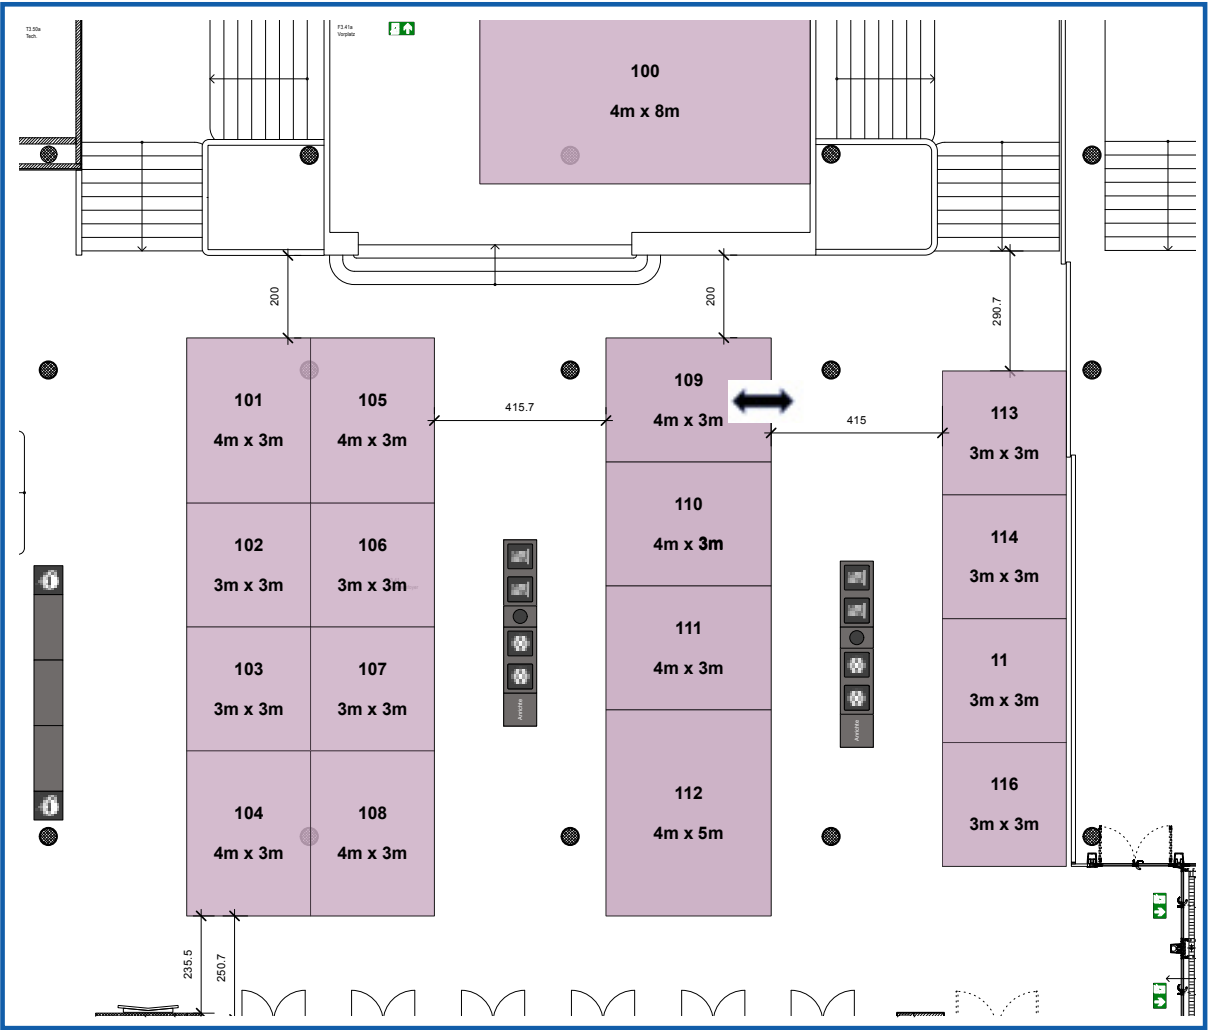 T3.50a
Tech.
F3.41a
Vorplatz
100
4m x 8m
200
200
290.7
101
4m x 3m
105
4m x 3m
415.7
109
4m x 3m
415
113
3m x 3m
102
3m x 3m
106
3m x 3m
110
4m x 3m
114
3m x 3m
103
3m x 3m
107
3m x 3m
111
4m x 3m
11
3m x 3m
Anrichte
Anrichte
104
4m x 3m
108
4m x 3m
112
4m x 5m
116
3m x 3m
235.5
250.7